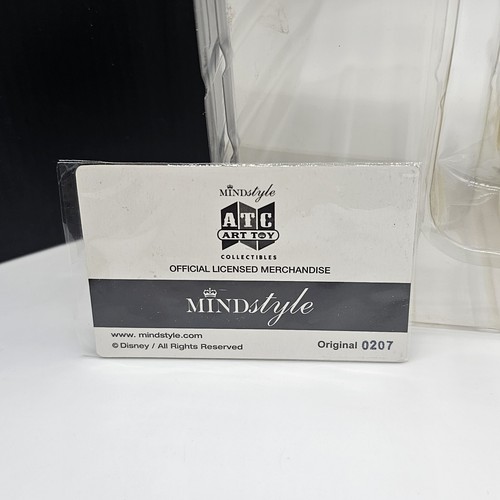 MINDstyle
ATC
ART TOY
COLLECTIBLES
OFFICIAL LICENSED MERCHANDISE
MINDstyle
www. mindstyle.com
© Disney / All Rights Reserved
Original 0207